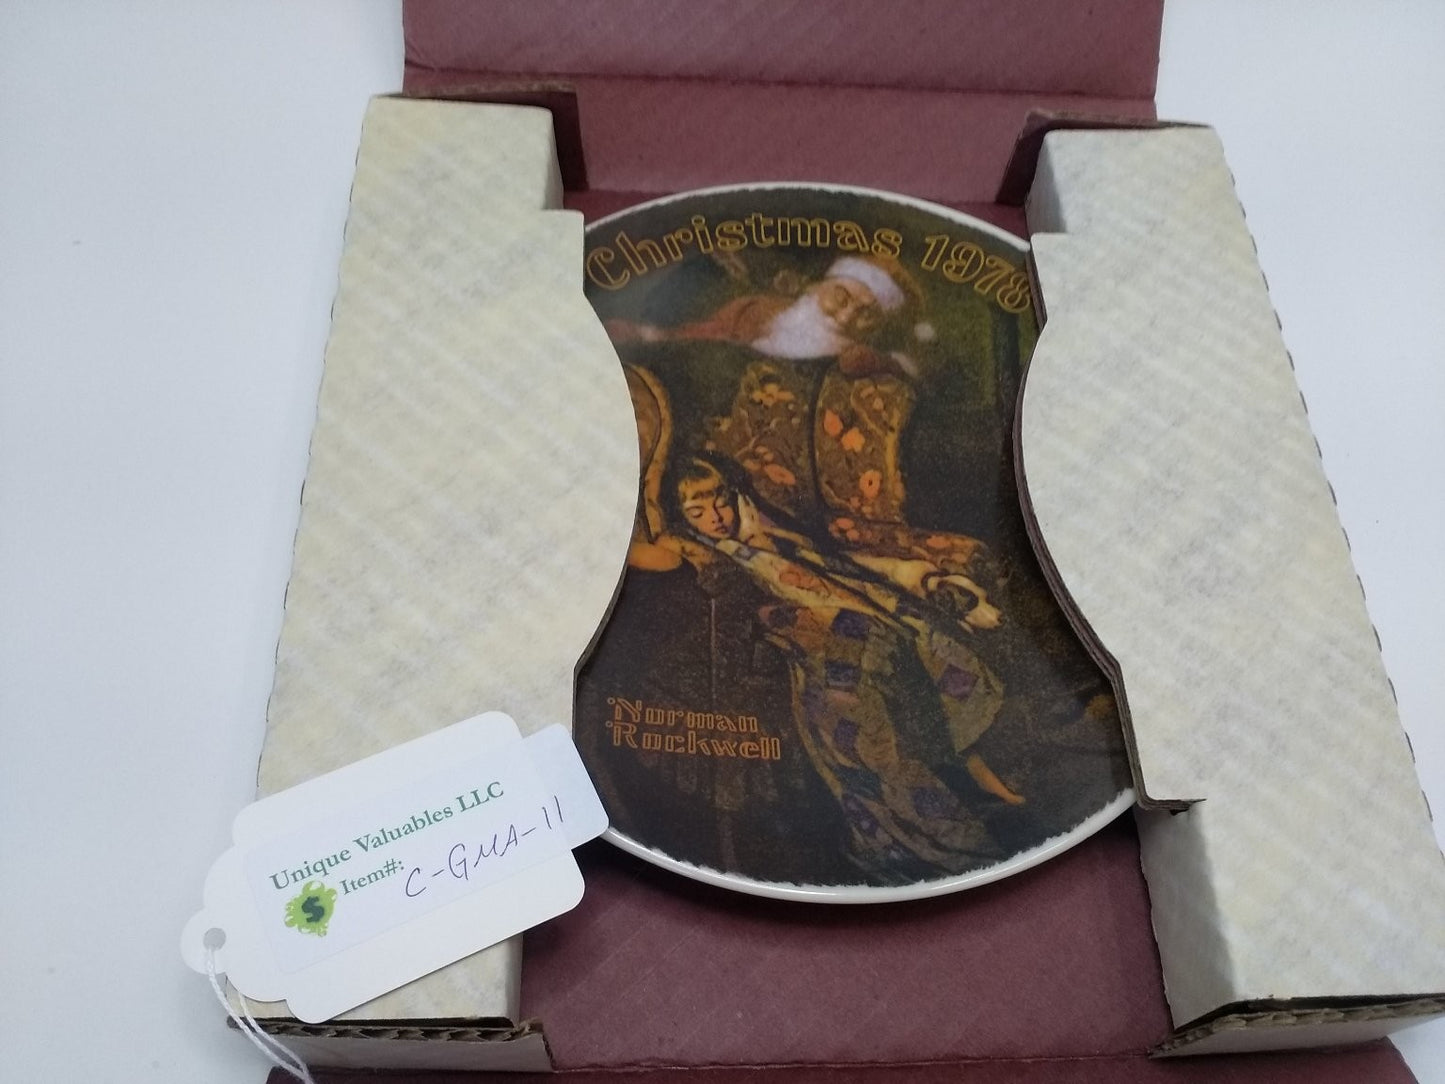 Christmas 1978
Norman
Rockwell
Unique Valuables LLC
$ Item#: C-GMA-11